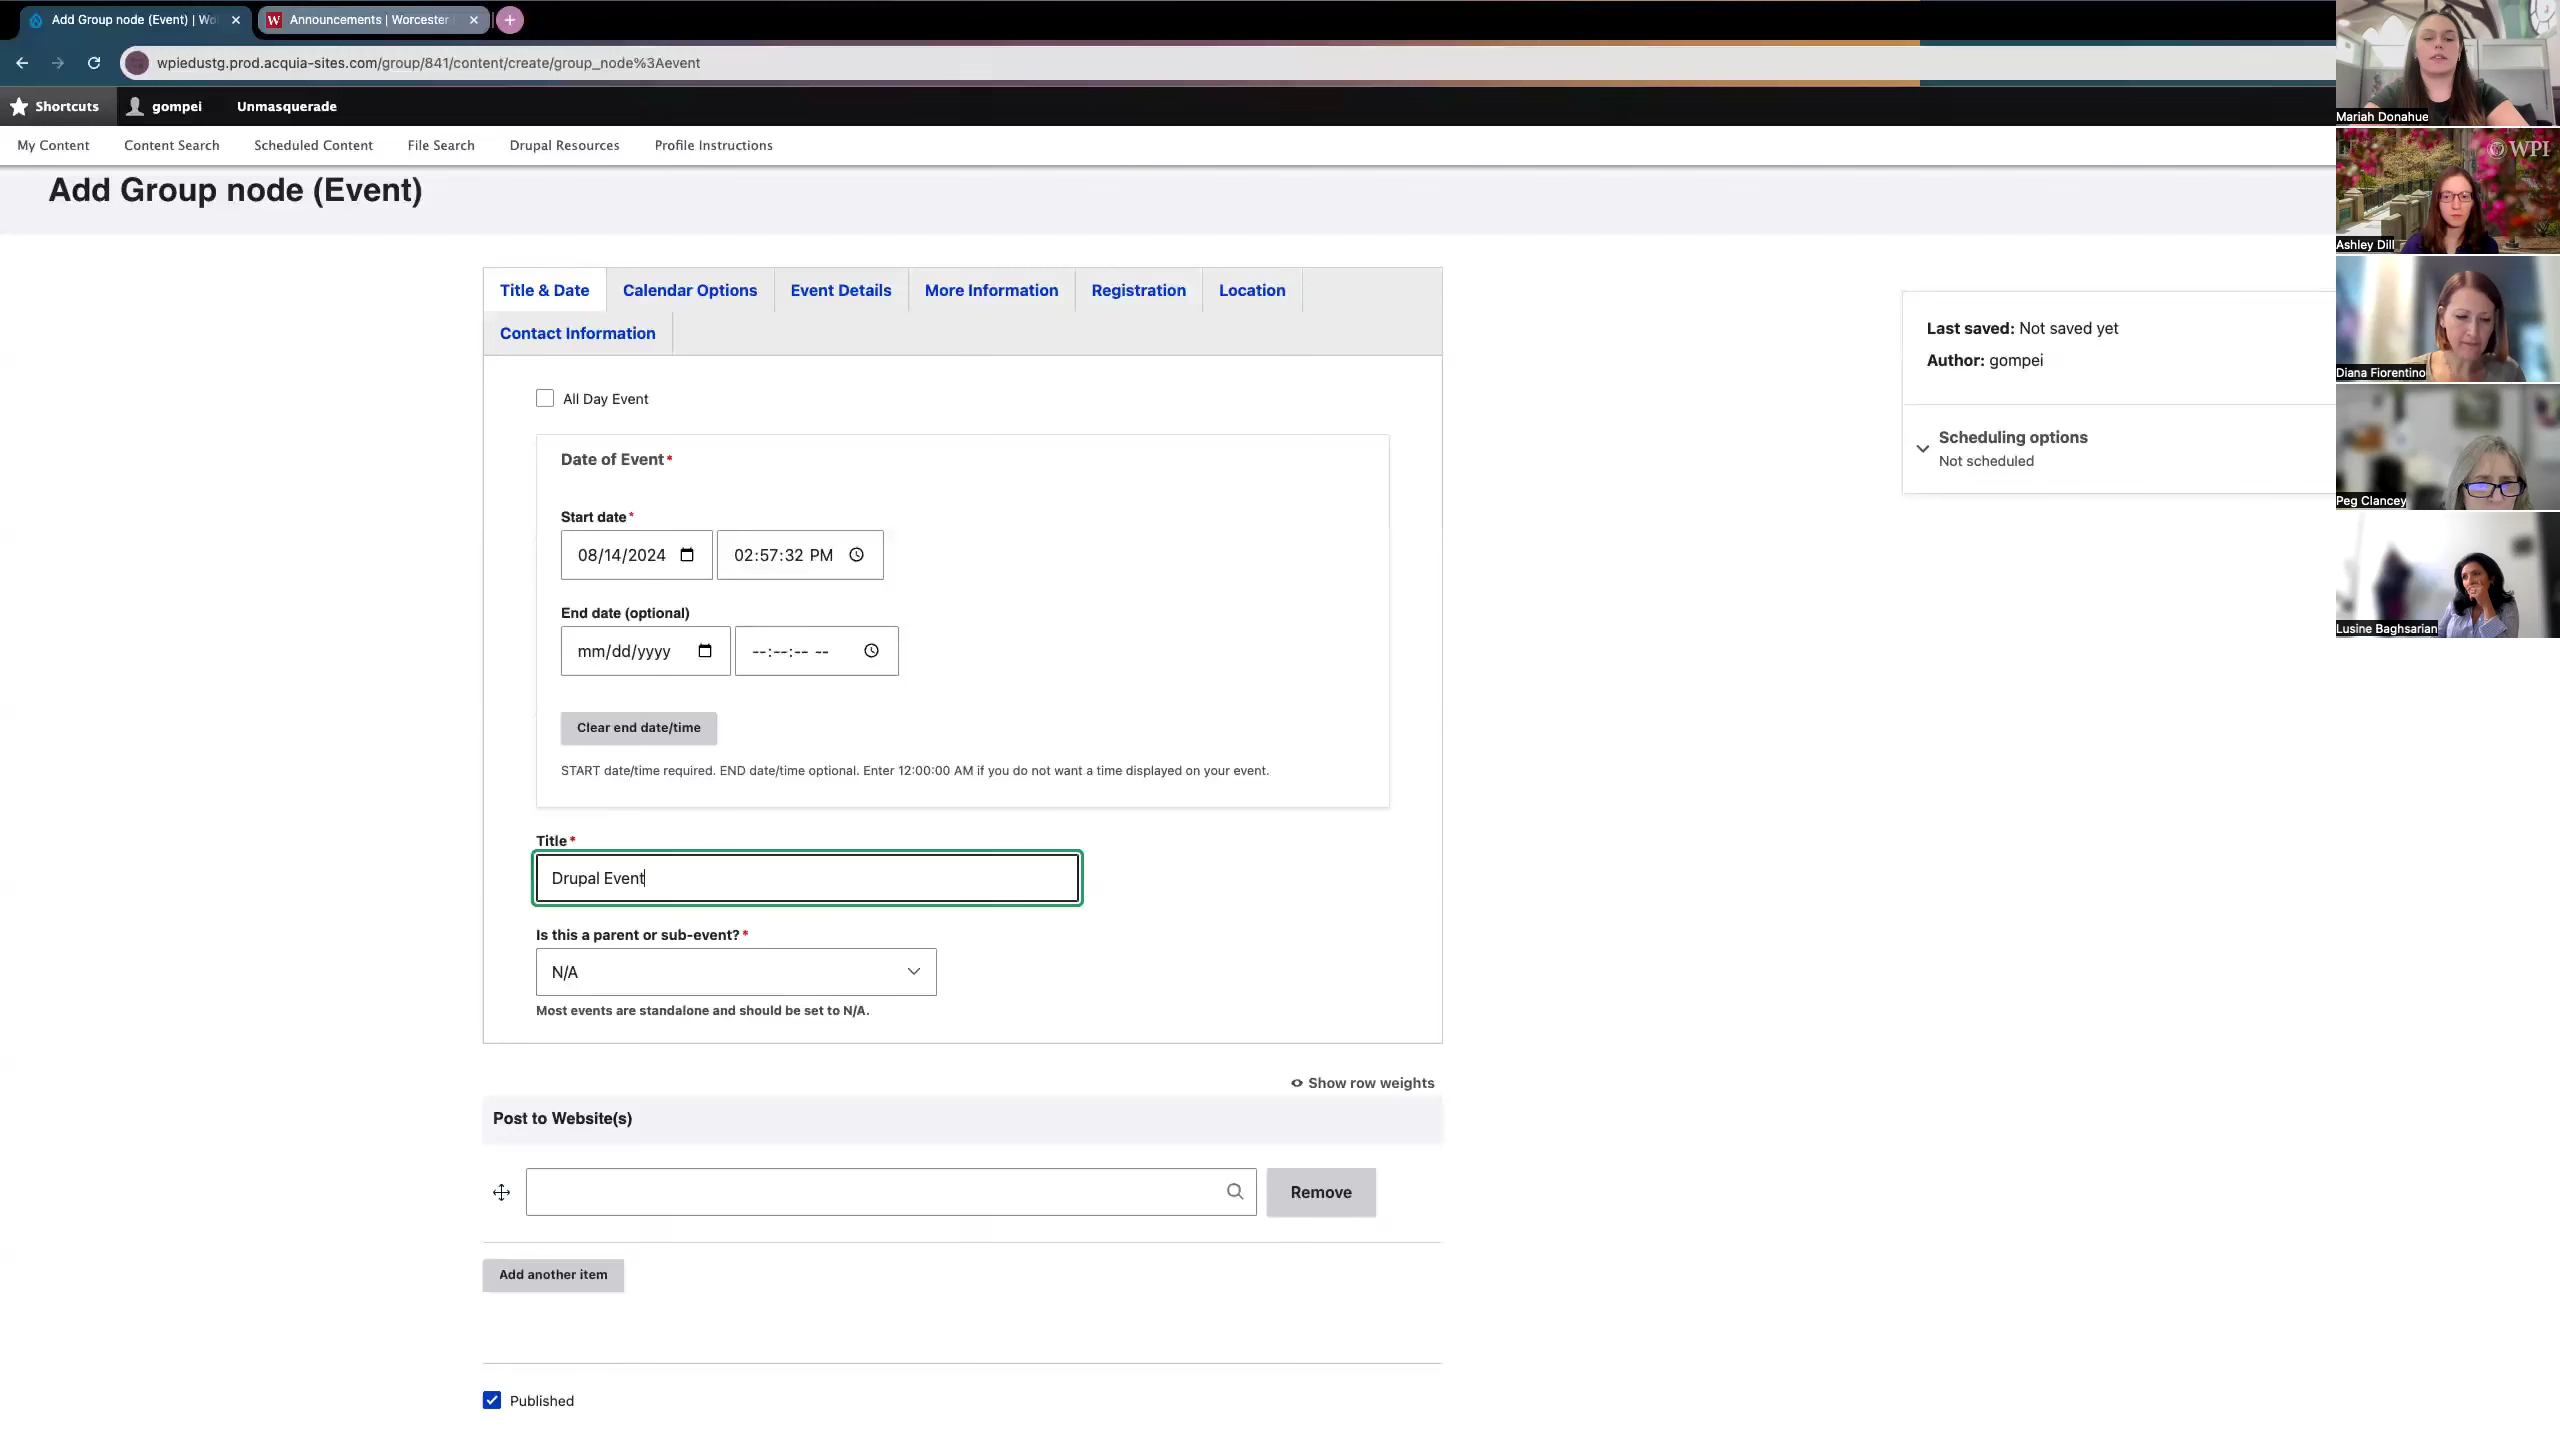 Add Group node (Event) | Wo
Announcements | Worcester
wpiedustg.prod.acquia-sites.com/group/841/content/create/group_node%3Aevent
Shortcuts gompei Unmasquerade
My Content Content Search Scheduled Content File Search Drupal Resources Profile Instructions
Add Group node (Event)
Title & Date Calendar Options Event Details More Information Registration Location
Contact Information
All Day Event
Date of Event*
Start date*
08/14/2024 02:57:32 PM
End date (optional)
mm/dd/yyyy --:--:-- --
Clear end date/time
START date/time required. END date/time optional. Enter 12:00:00 AM if you do not want a time displayed on your event.
Title*
Drupal Event
Is this a parent or sub-event?*
N/A
Most events are standalone and should be set to N/A.
Show row weights
Post to Website(s)
Remove
Add another item
Published
Last saved: Not saved yet
Author: gompei
Scheduling options
Not scheduled
Mariah Donahue
WPI
Ashley Dill
Diana Fiorentino
Peg Clancey
Lusine Baghsarian